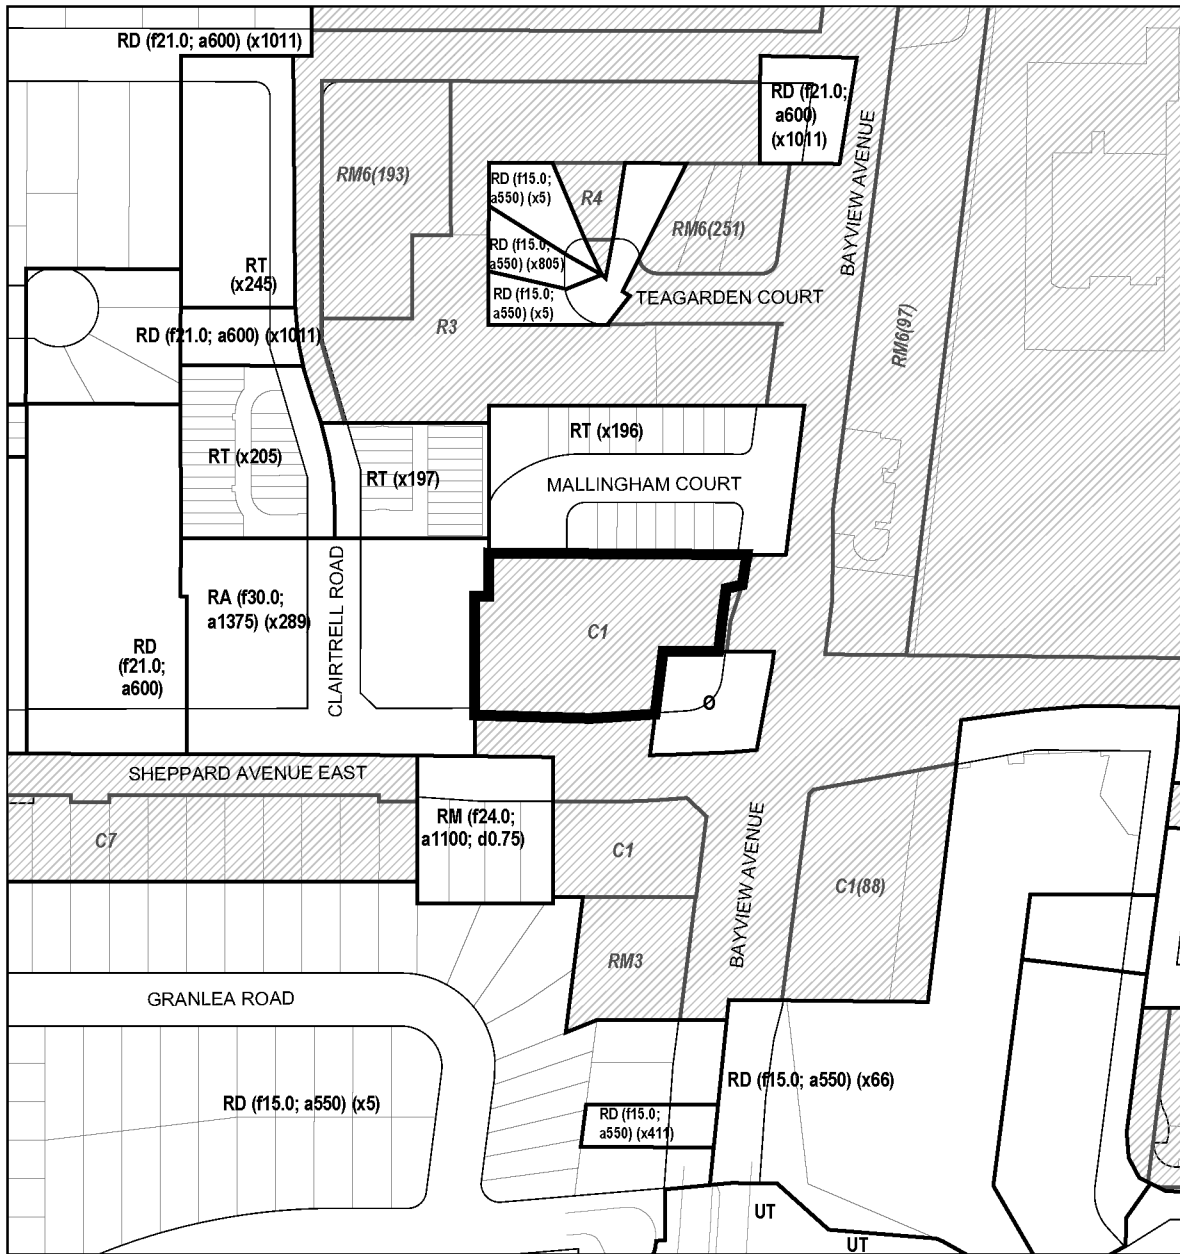 RD (f21.0; a600) (x1011)
RD (f21.0;
a600)
(x1011)
BAYVIEW AVENUE
RM6(193)
RD (f15.0;
a550) (x5)
R4
RM6(251)
RD (f15.0;
a550) (x805)
RT
(x245)
RD (f15.0;
a550) (x5)
TEAGARDEN COURT
RD (f21.0; a600) (x1011)
R3
RM6(97)
RT (x196)
RT (x205)
RT (x197)
MALLINGHAM COURT
CLAIRTRELL ROAD
RA (f30.0;
a1375) (x289)
C1
RD
(f21.0;
a600)
O
SHEPPARD AVENUE EAST
RM (f24.0;
a1100; d0.75)
C7
C1
BAYVIEW AVENUE
C1(88)
RM3
GRANLEA ROAD
RD (f15.0; a550) (x66)
RD (f15.0; a550) (x5)
RD (f15.0;
a550) (x411)
UT
UT